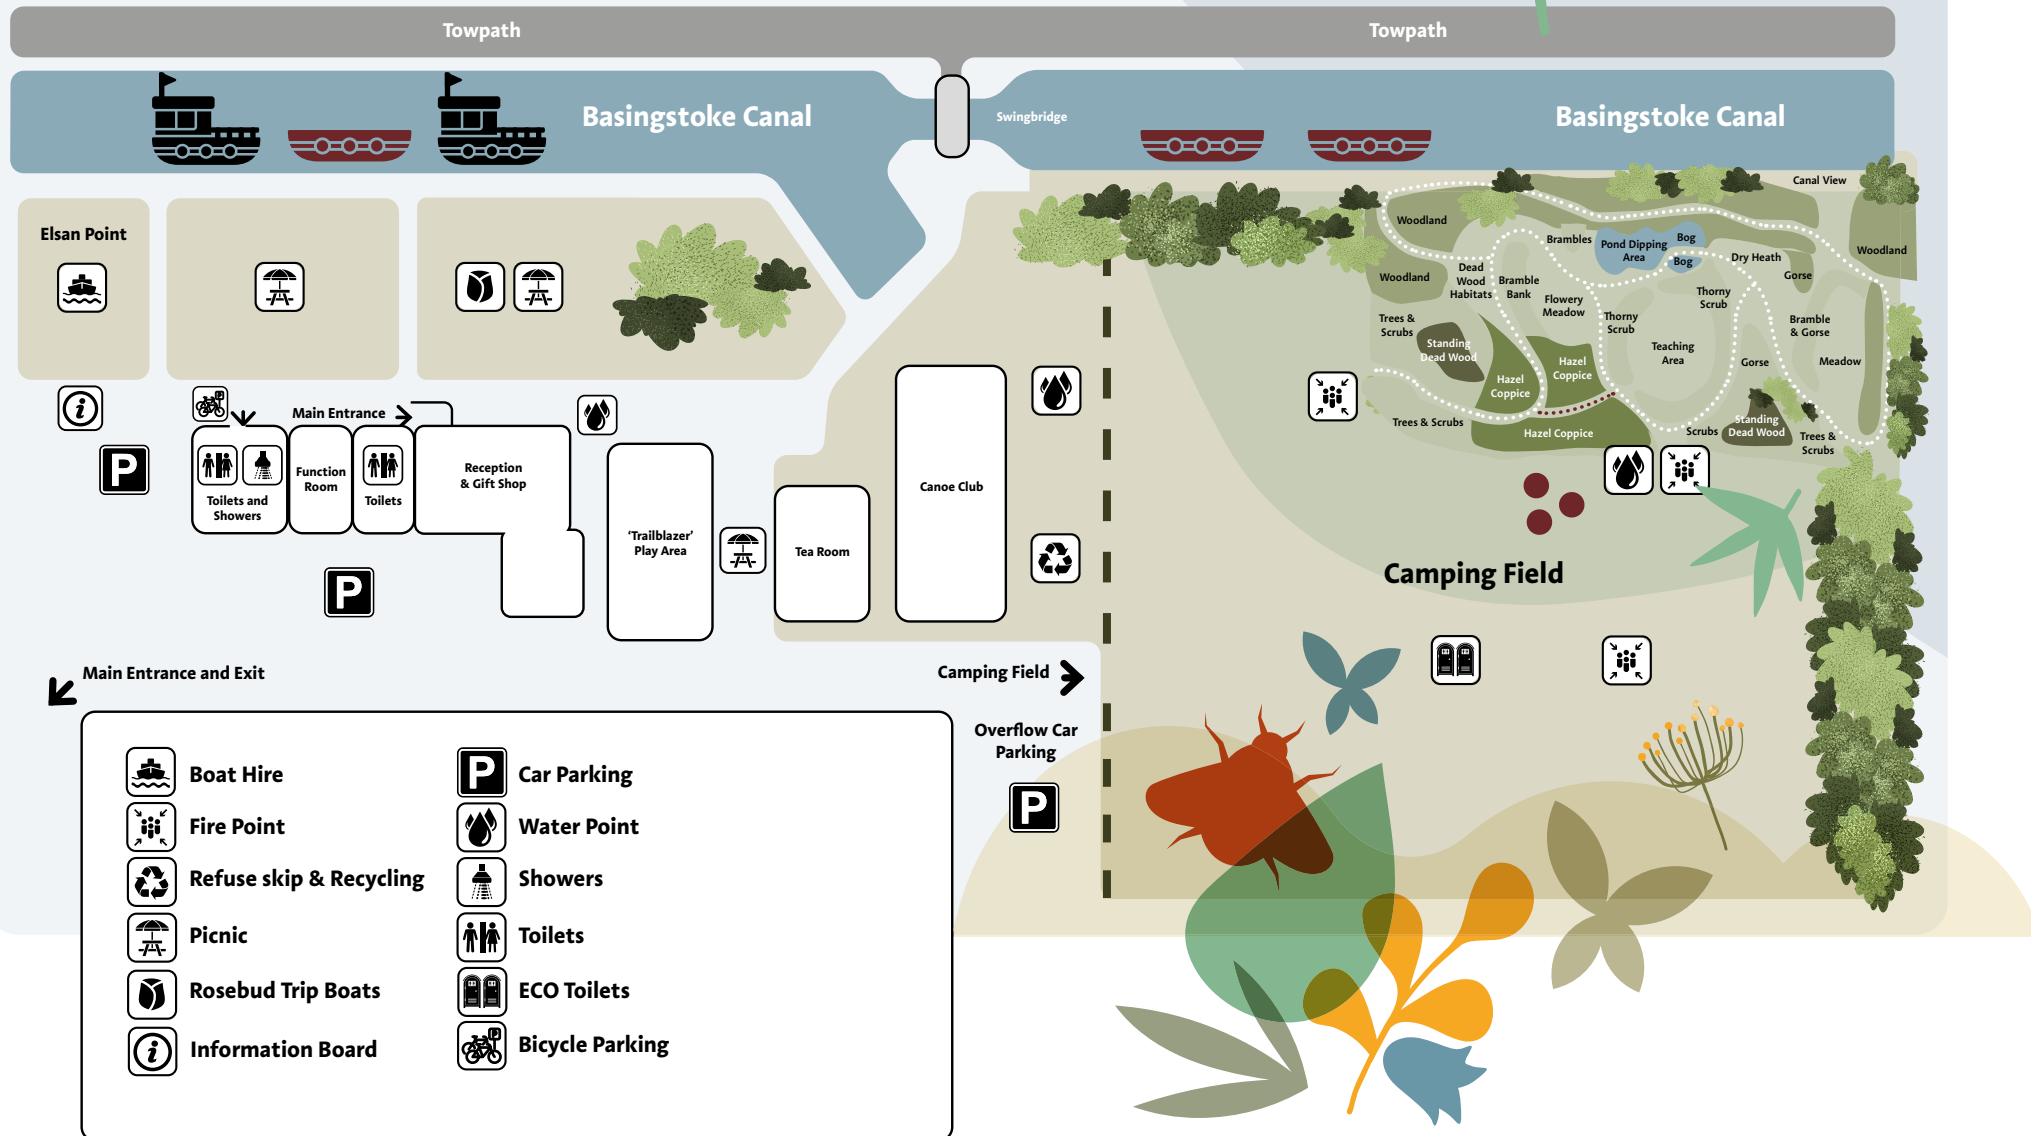 Towpath
Towpath
Basingstoke Canal
Swingbridge
Basingstoke Canal
Canal View
Elsan Point
Woodland
Brambles
Pond Dipping
Area
Bog
Bog
Dry Heath
Woodland
Woodland
Dead
Wood
Habitats
Bramble
Bank
Flowery
Meadow
Gorse
Thorny
Scrub
Thorny
Scrub
Trees &
Scrubs
Standing
Dead Wood
Bramble
& Gorse
Teaching
Area
Gorse
Meadow
Hazel
Coppice
Hazel
Coppice
Trees & Scrubs
Hazel Coppice
Scrubs
Standing
Dead Wood
Trees &
Scrubs
P
Main Entrance
P
Toilets and
Showers
Function
Room
Toilets
Reception
& Gift Shop
'Trailblazer'
Play Area
Tea Room
Canoe Club
P
Camping Field
Main Entrance and Exit
Camping Field
Overflow Car
Parking
P
Boat Hire
Fire Point
Refuse skip & Recycling
Picnic
Rosebud Trip Boats
Information Board
P
Car Parking
Water Point
Showers
Toilets
ECO Toilets
P
Bicycle Parking